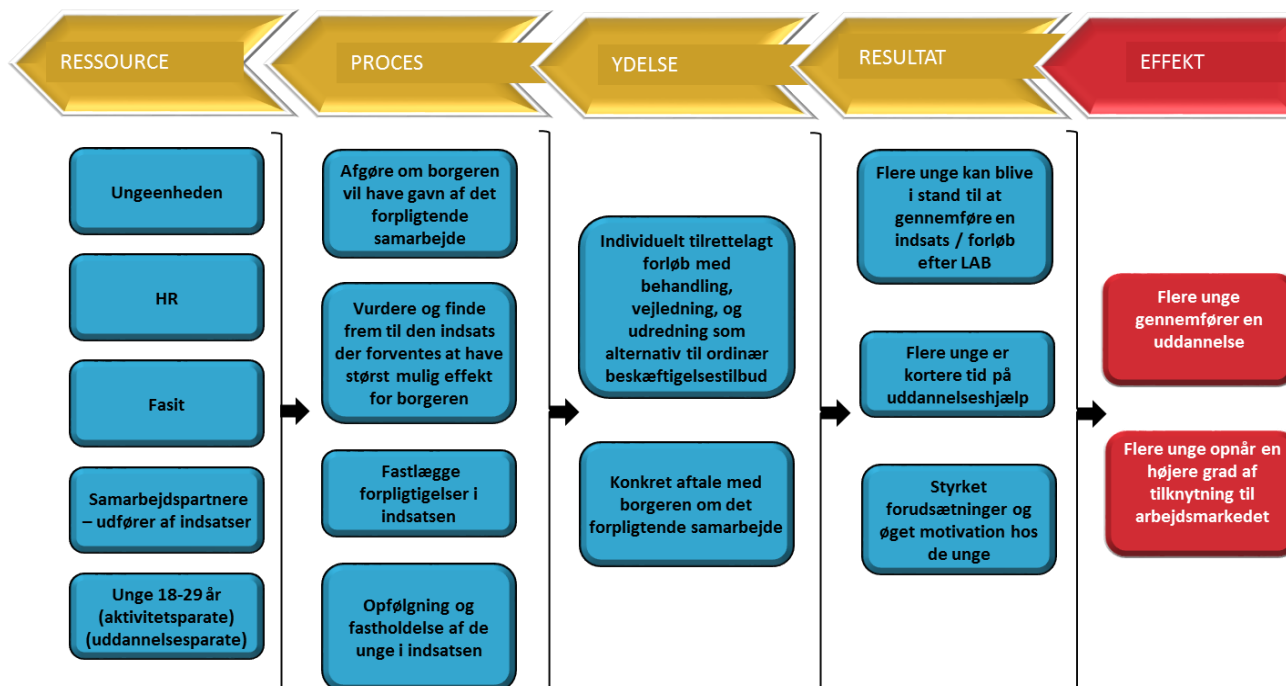 RESSOURCE
PROCES
YDELSE
RESULTAT
EFFEKT
Ungeenheden
HR
Fasit
Samarbejdspartnere
– udfører af indsatser
Unge 18-29 år
(aktivitetsparate)
(uddannelsesparate)
Afgøre om borgeren
vil have gavn af det
forpligtende
samarbejde
Vurdere og finde
frem til den indsats
der forventes at have
størst mulig effekt
for borgeren
Fastlægge
forpligtigelser i
indsatsen
Opfølgning og
fastholdelse af de
unge i indsatsen
Individuelt tilrettelagt
forløb med
behandling,
vejledning, og
udredning som
alternativ til ordinær
beskæftigelsestilbud
Konkret aftale med
borgeren om det
forpligtende samarbejde
Flere unge kan blive
i stand til at
gennemføre en
indsats / forløb
efter LAB
Flere unge er
kortere tid på
uddannelseshjælp
Styrket
forudsætninger og
øget motivation hos
de unge
Flere unge
gennemfører en
uddannelse
Flere unge opnår en
højere grad af
tilknytning til
arbejdsmarkedet